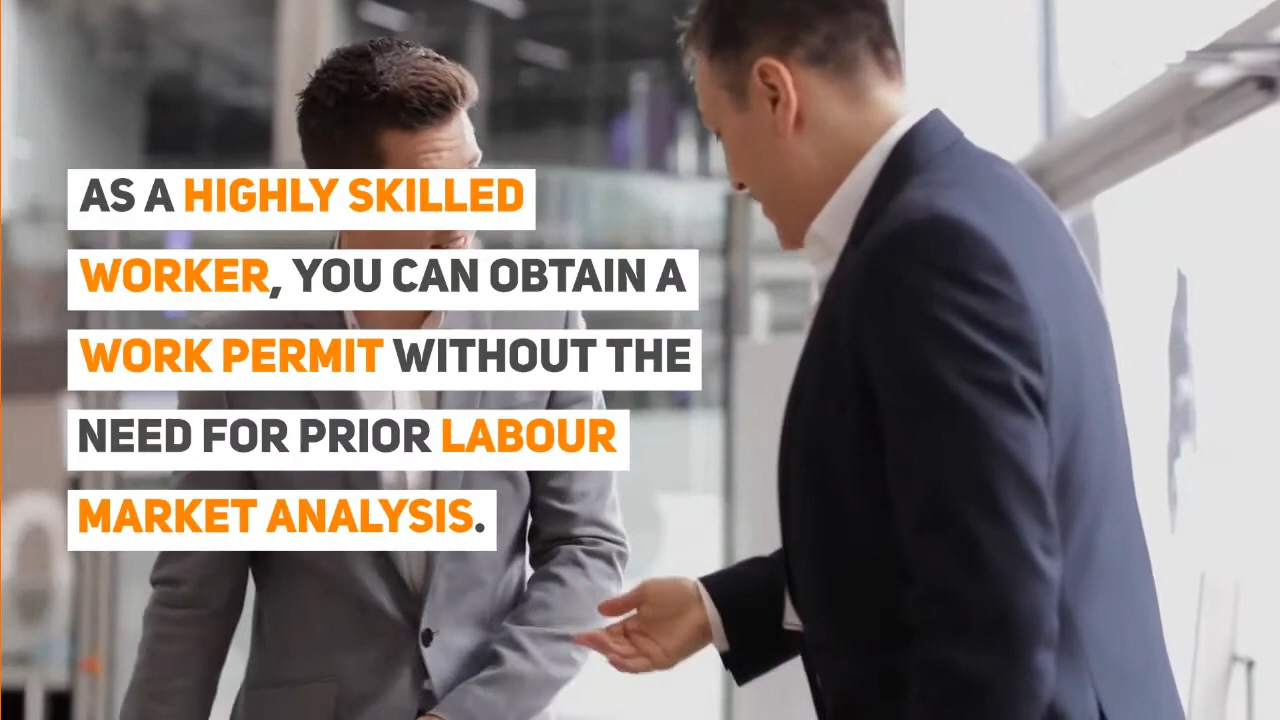 AS A HIGHLY SKILLED
WORKER, YOU CAN OBTAIN A
WORK PERMIT WITHOUT THE
NEED FOR PRIOR LABOUR
MARKET ANALYSIS.